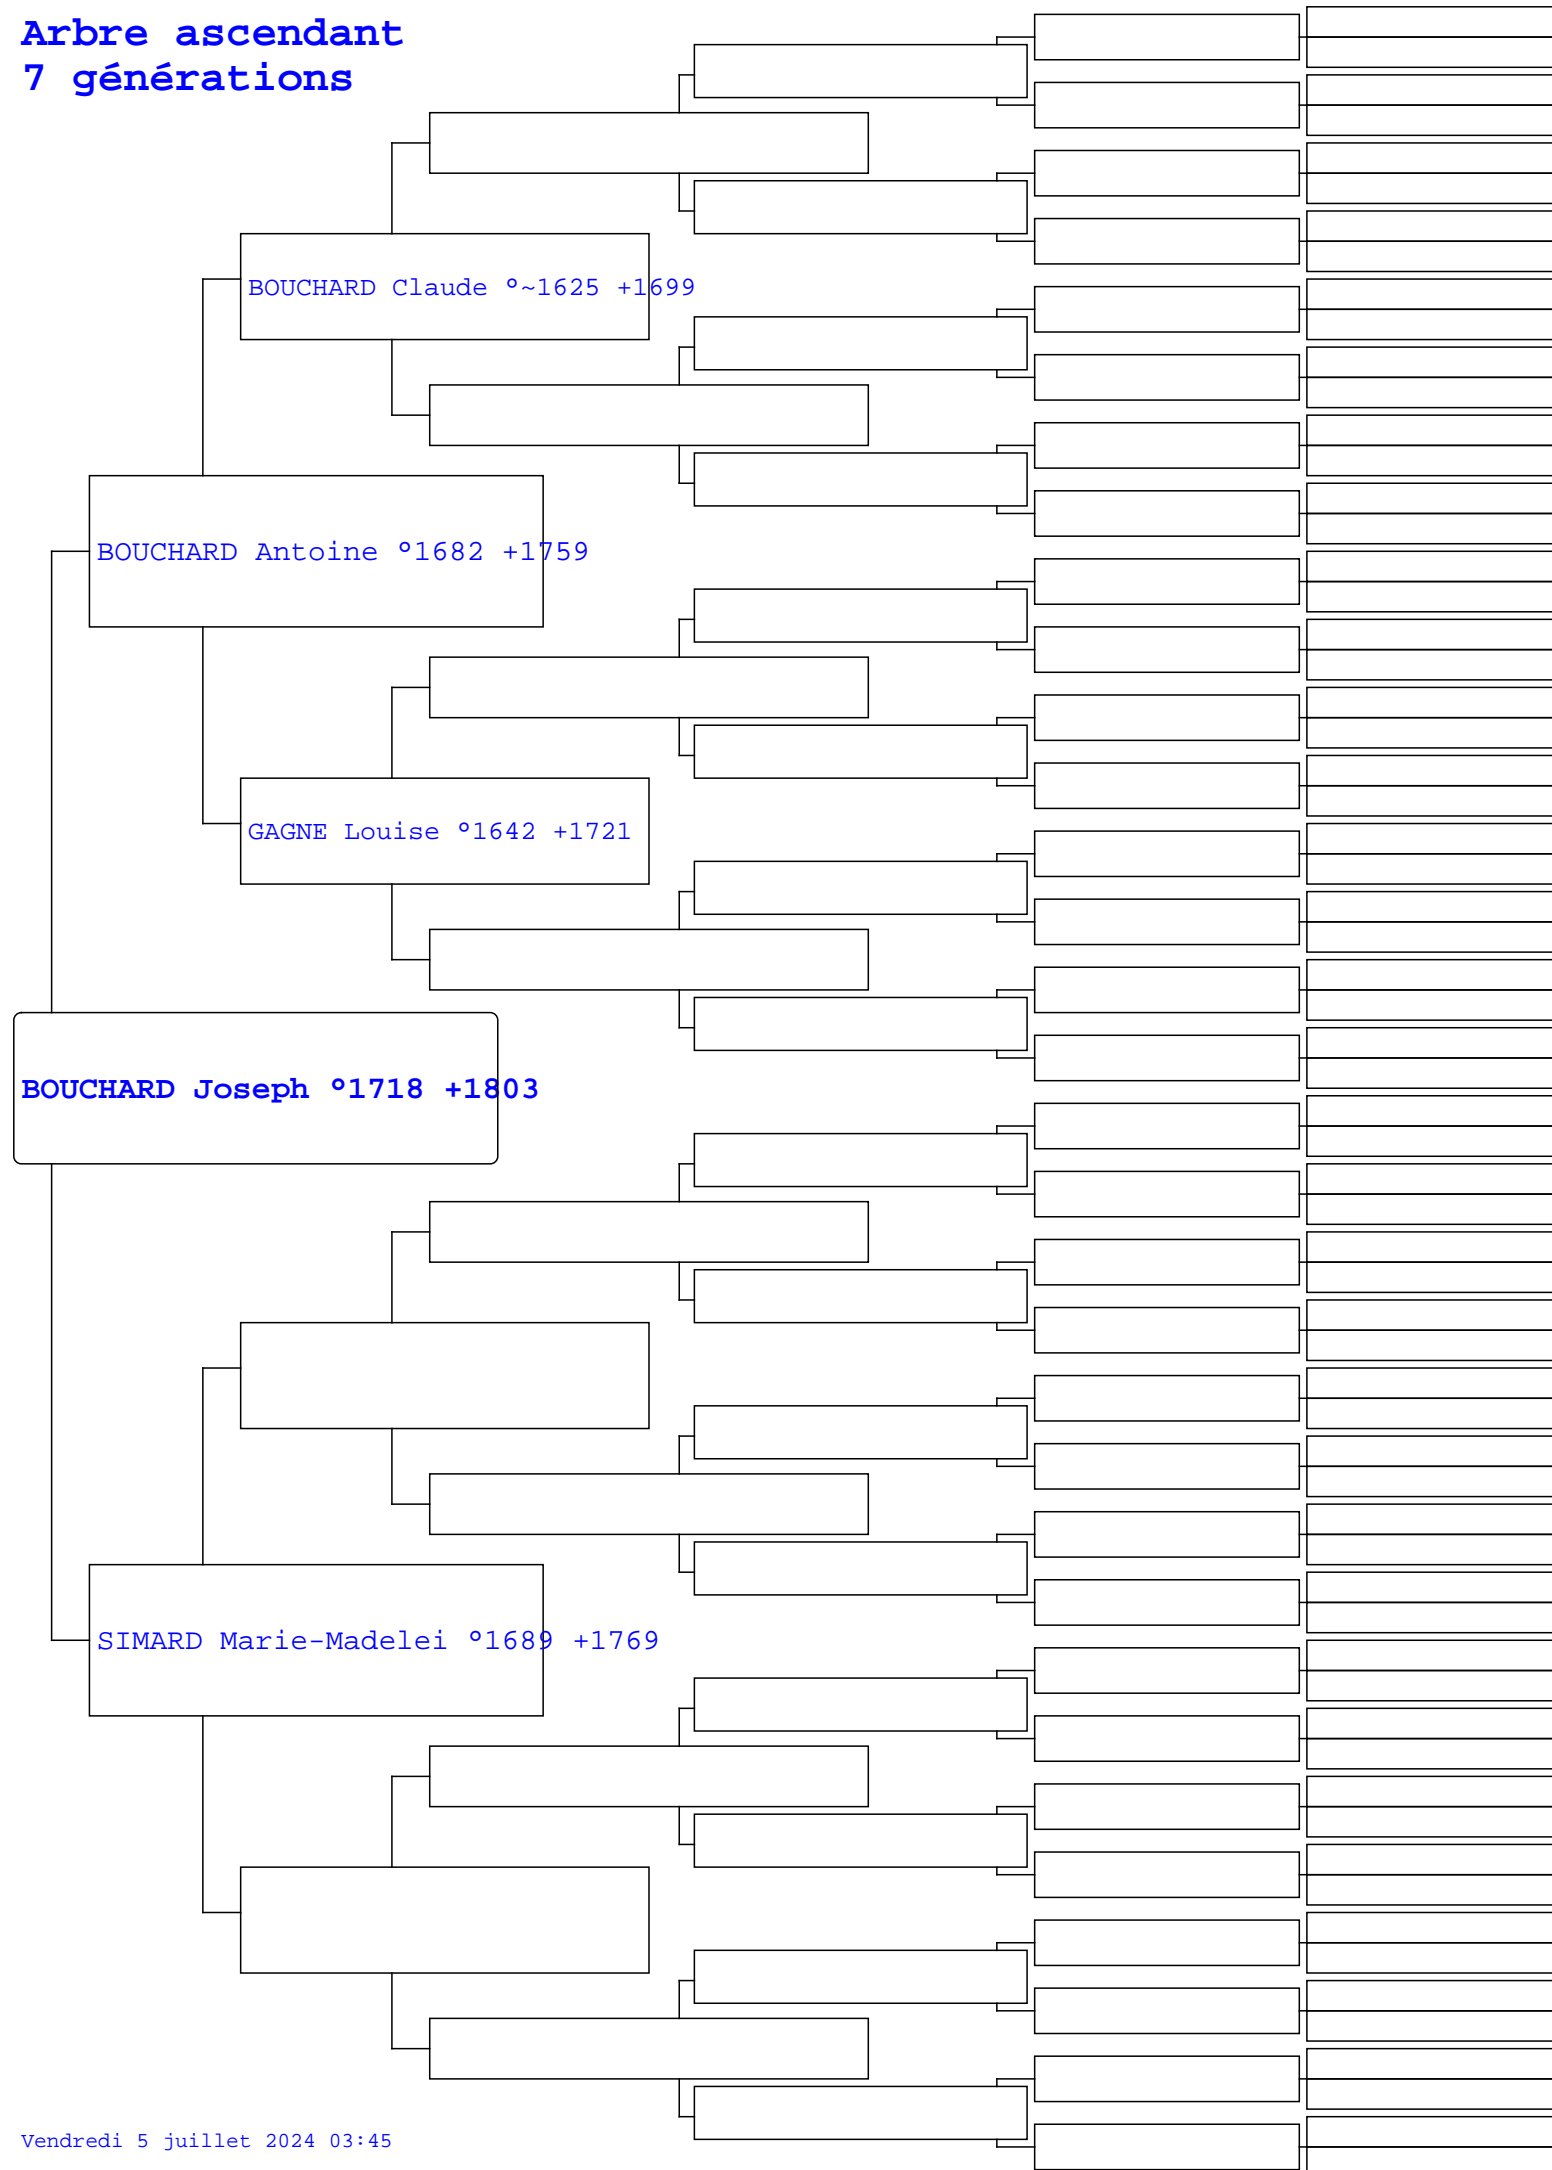 Arbre ascendant
7 générations
BOUCHARD Claude °~1625 +1699
BOUCHARD Antoine °1682 +1759
GAGNE Louise °1642 +1721
BOUCHARD Joseph °1718 +1803
SIMARD Marie-Madelei °1689 +1769
Vendredi 5 juillet 2024 03:45